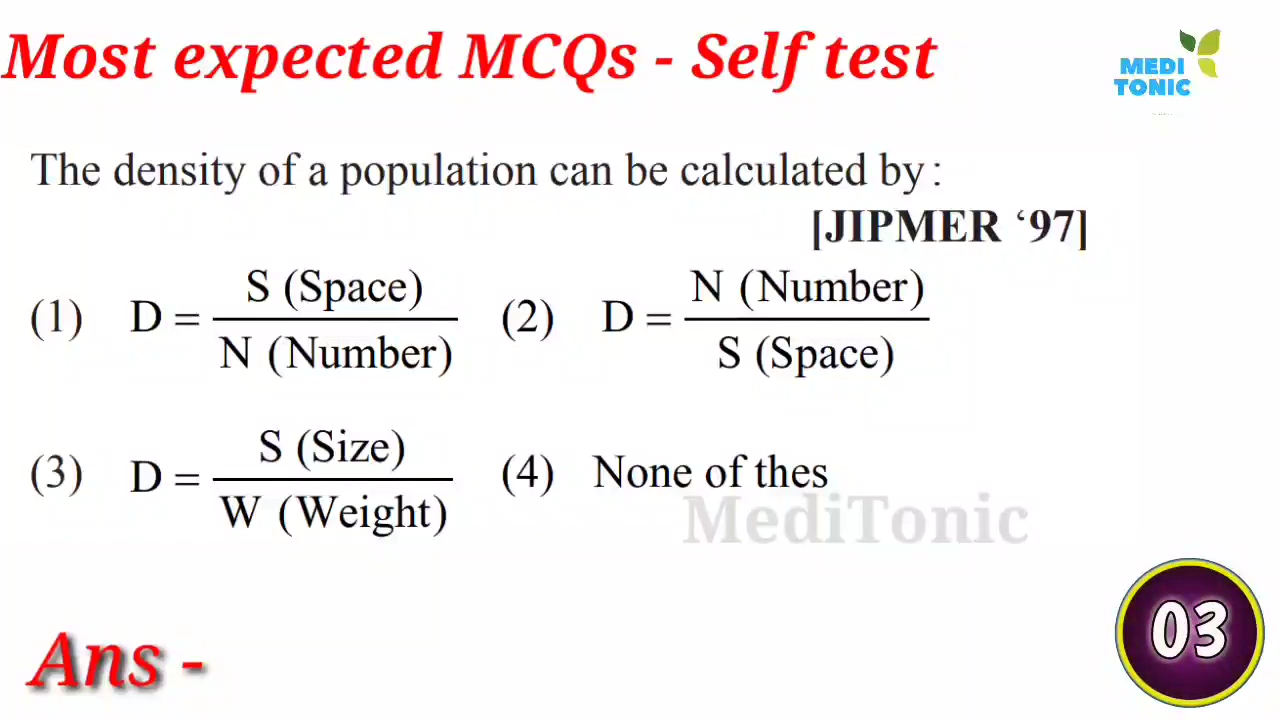 Most expected MCQs - Self test
MEDI
TONIC
The density of a population can be calculated by:
[JIPMER ‘97]
(1) D = S (Space) / N (Number) (2) D = N (Number) / S (Space)
(3) D = S (Size) / W (Weight) (4) None of thes
MediTonic
03
Ans -